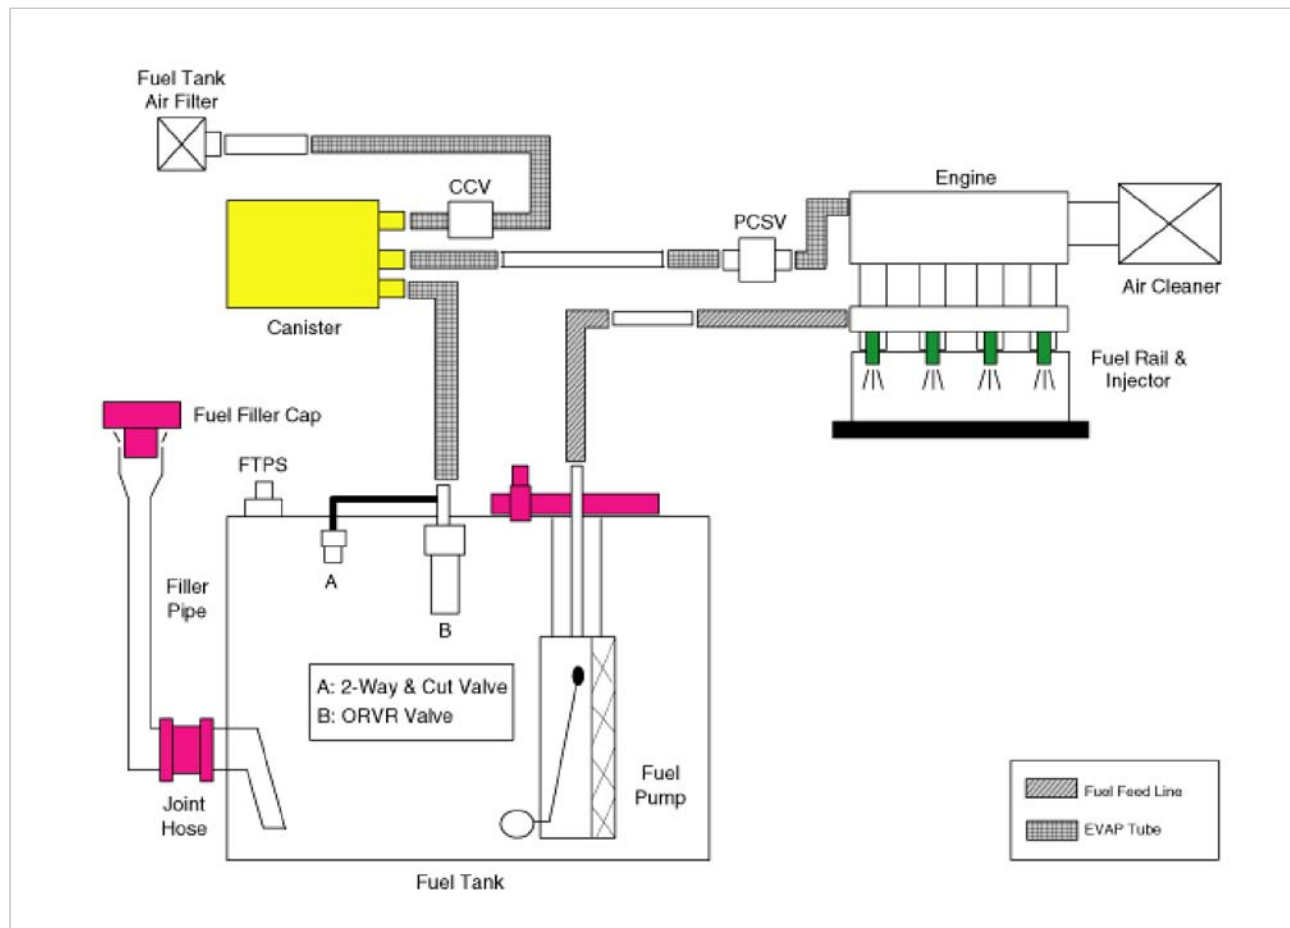 Fuel Tank
Air Filter
CCV
Engine
PCSV
Air Cleaner
Canister
Fuel Rail &
Injector
Fuel Filler Cap
FTPS
A
Filler
Pipe
B
A: 2-Way & Cut Valve
B: ORVR Valve
Fuel
Pump
Joint
Hose
Fuel Feed Line
EVAP Tube
Fuel Tank